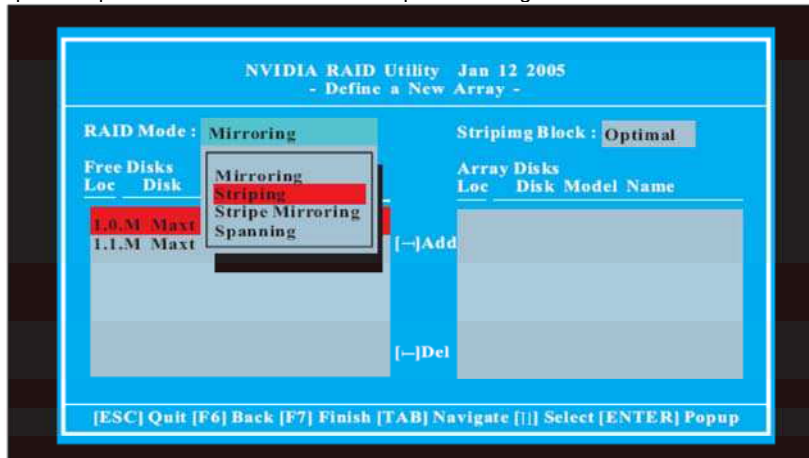 NVIDIA RAID Utility Jan 12 2005
- Define a New Array -
RAID Mode : Mirroring
Stripimg Block : Optimal
Free Disks
Loc Disk
Mirroring
Striping
Stripe Mirroring
Spanning
Array Disks
Loc Disk Model Name
1.0.M Maxt
1.1.M Maxt
[→]Add
[←]Del
[ESC] Quit [F6] Back [F7] Finish [TAB] Navigate [↑↓] Select [ENTER] Popup